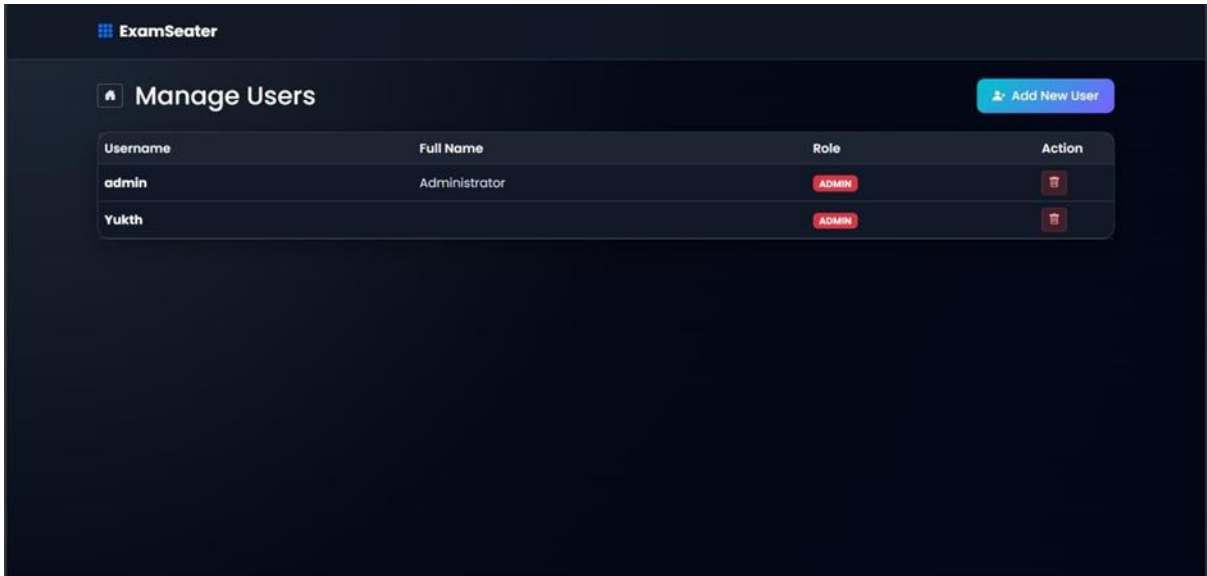 ExamSeater
Manage Users
Add New User
Username Full Name Role Action
admin Administrator ADMIN
Yukth ADMIN